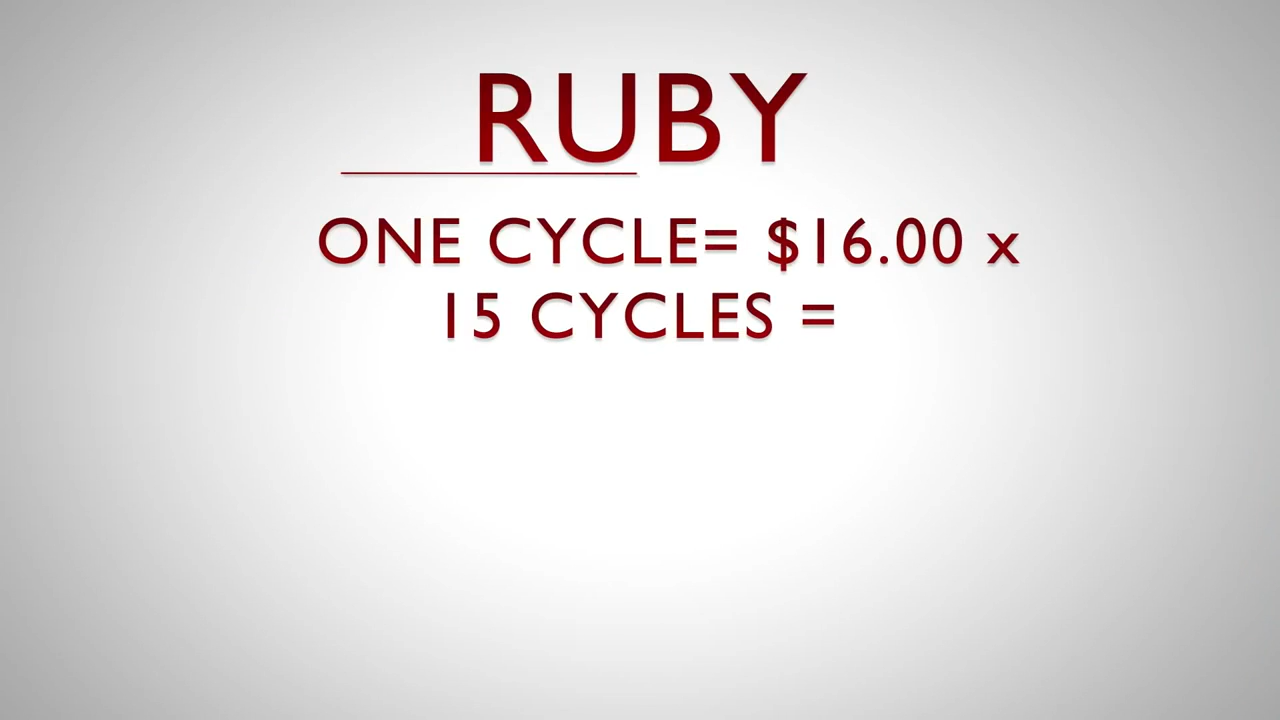 RUBY
ONE CYCLE= $16.00 x
15 CYCLES =